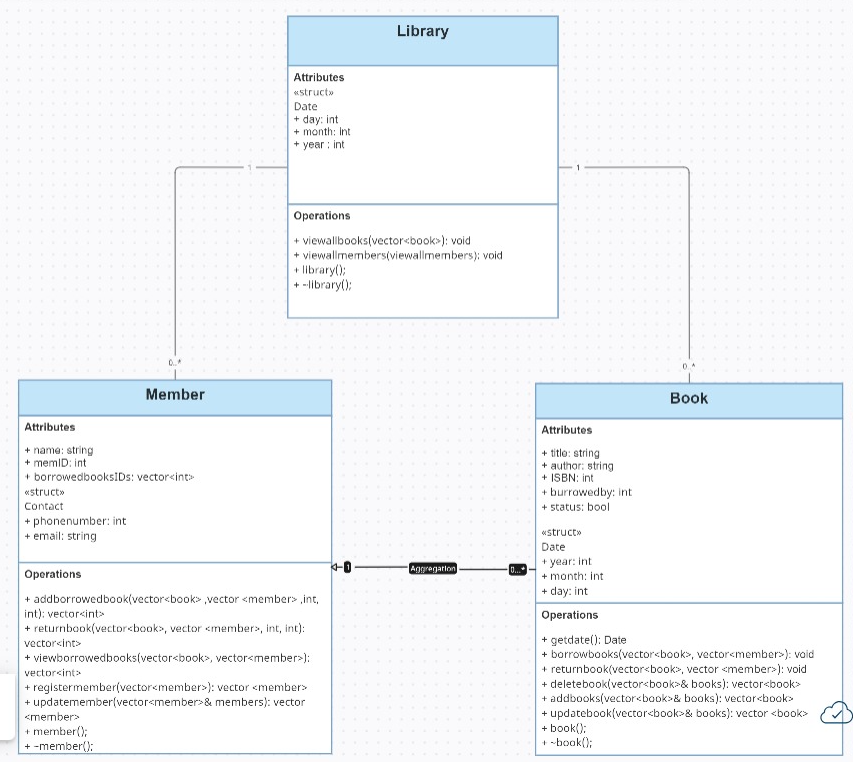 Library
Attributes
«struct»
Date
+ day: int
+ month: int
+ year : int
Operations
+ viewallbooks(vector<book>): void
+ viewallmembers(viewallmembers): void
+ library();
+ ~library();
1
1
0..*
0..*
Member
Attributes
+ name: string
+ memID: int
+ borrowedbooksIDs: vector<int>
«struct»
Contact
+ phonenumber: int
+ email: string
Operations
+ addborrowedbook(vector<book> ,vector <member> ,int,
int): vector<int>
+ returnbook(vector<book>, vector <member>, int, int):
vector<int>
+ viewborrowedbooks(vector<book>, vector<member>):
vector<int>
+ registermember(vector<member>): vector <member>
+ updatemember(vector<member>& members): vector
<member>
+ member();
+ ~member();
1
Aggregation
0...*
Book
Attributes
+ title: string
+ author: string
+ ISBN: int
+ burrowedby: int
+ status: bool
«struct»
Date
+ year: int
+ month: int
+ day: int
Operations
+ getdate(): Date
+ borrowbooks(vector<book>, vector<member>): void
+ returnbook(vector<book>, vector <member>): void
+ deletebook(vector<book>& books): vector<book>
+ addbooks(vector<book>& books): vector<book>
+ updatebook(vector<book>& books): vector <book>
+ book();
+ ~book();